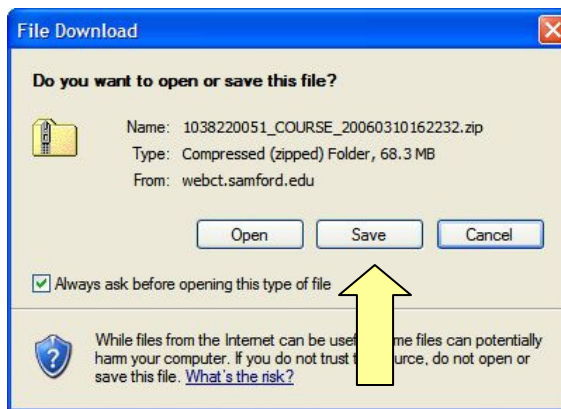 File Download
Do you want to open or save this file?
Name: 1038220051_COURSE_20060310162232.zip
Type: Compressed (zipped) Folder, 68.3 MB
From: webct.samford.edu
Open Save Cancel
Always ask before opening this type of file
While files from the Internet can be files can potentially
harm your computer. If you do not trust do not open or
save this file. What's the risk?